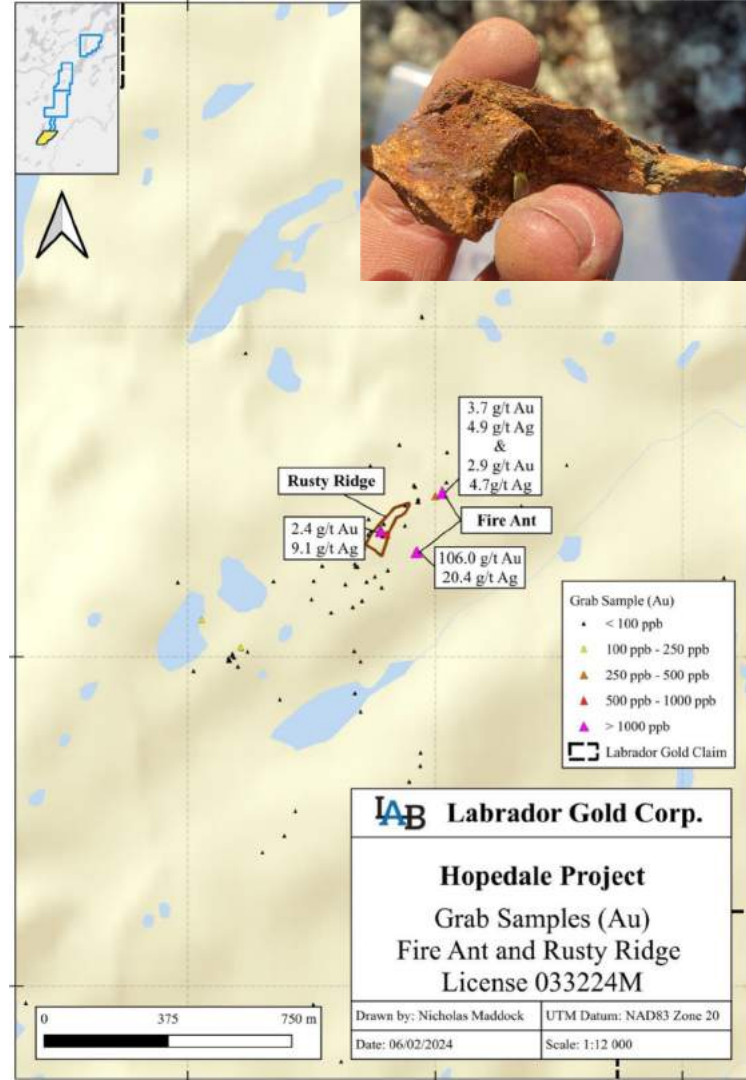 3.7 g/t Au
4.9 g/t Ag
&
2.9 g/t Au
4.7g/t Ag
Rusty Ridge
Fire Ant
2.4 g/t Au
9.1 g/t Ag
106.0 g/t Au
20.4 g/t Ag
Grab Sample (Au)
< 100 ppb
100 ppb - 250 ppb
250 ppb - 500 ppb
500 ppb - 1000 ppb
> 1000 ppb
Labrador Gold Claim
LAB Labrador Gold Corp.
Hopedale Project
Grab Samples (Au)
Fire Ant and Rusty Ridge
License 033224M
Drawn by: Nicholas Maddock
UTM Datum: NAD83 Zone 20
Date: 06/02/2024
Scale: 1:12 000
0 375 750 m